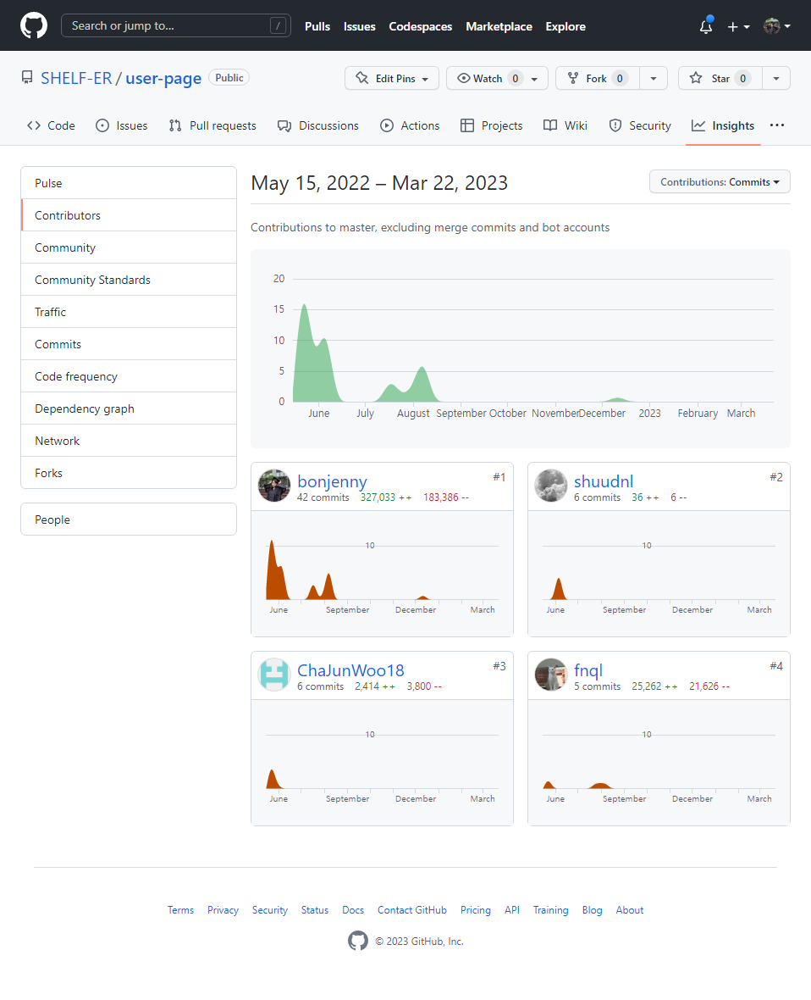 Search or jump to... / Pulls Issues Codespaces Marketplace Explore
SHELF-ER / user-page Public Edit Pins Watch 0 Fork 0 Star 0
Code Issues Pull requests Discussions Actions Projects Wiki Security Insights
Pulse
Contributors
Community
Community Standards
Traffic
Commits
Code frequency
Dependency graph
Network
Forks
People
May 15, 2022 – Mar 22, 2023 Contributions: Commits
Contributions to master, excluding merge commits and bot accounts
20
15
10
5
0
June July August September October November December 2023 February March
bonjenny #1
42 commits 327,033 ++ 183,386 --
10
June September December March
shuudnl #2
6 commits 36 ++ 6 --
10
June September December March
ChaJunWoo18 #3
6 commits 2,414 ++ 3,800 --
10
June September December March
fnql #4
5 commits 25,262 ++ 21,626 --
10
June September December March
Terms Privacy Security Status Docs Contact GitHub Pricing API Training Blog About
© 2023 GitHub, Inc.